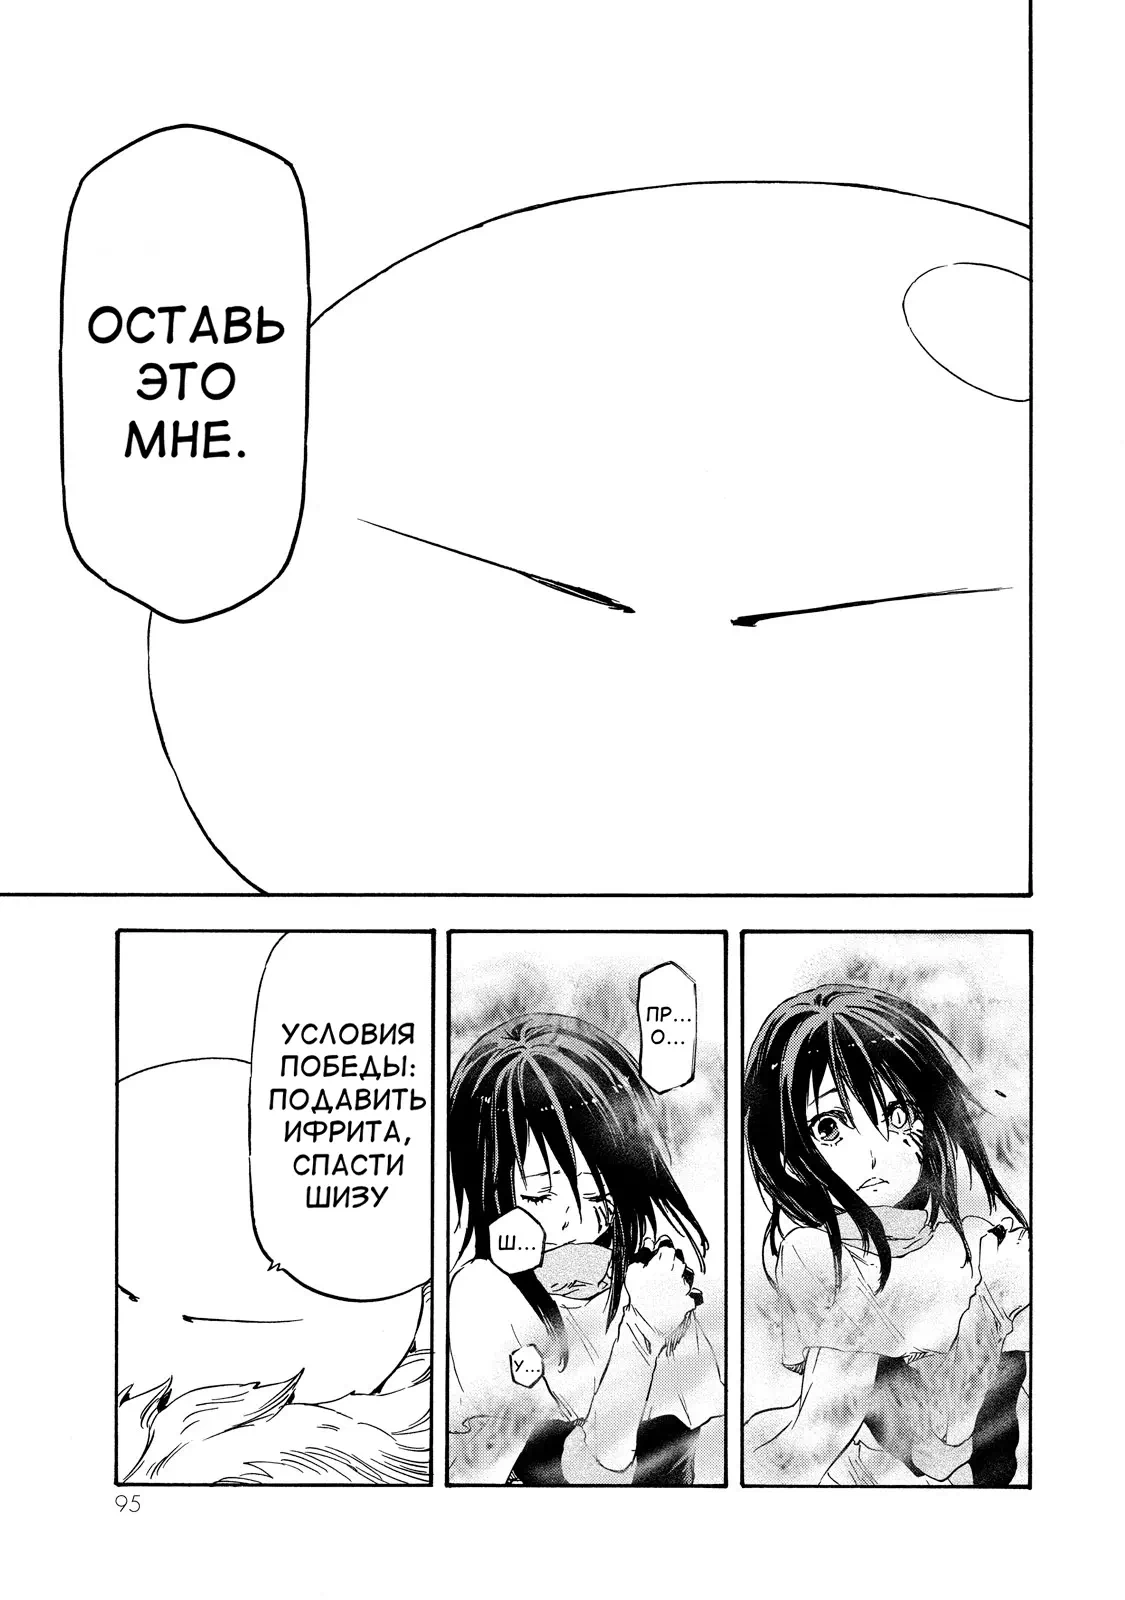 ОСТАВЬ
ЭТО
МНЕ.
ПР...
О...
Ш...
У...
УСЛОВИЯ
ПОБЕДЫ:
ПОДАВИТЬ
ИФРИТА,
СПАСТИ
ШИЗУ
95